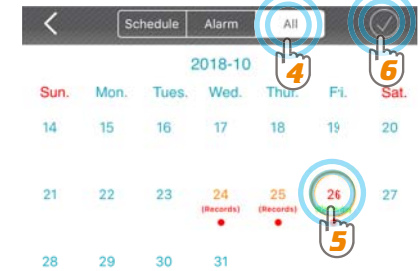 Schedule Alarm All
4 6
2018-10
Sun. Mon. Tues. Wed. Thur. Fri. Sat.
14 15 16 17 18 19 20
21 22 23 24 25 26 27
(Records) (Records)
5
28 29 30 31